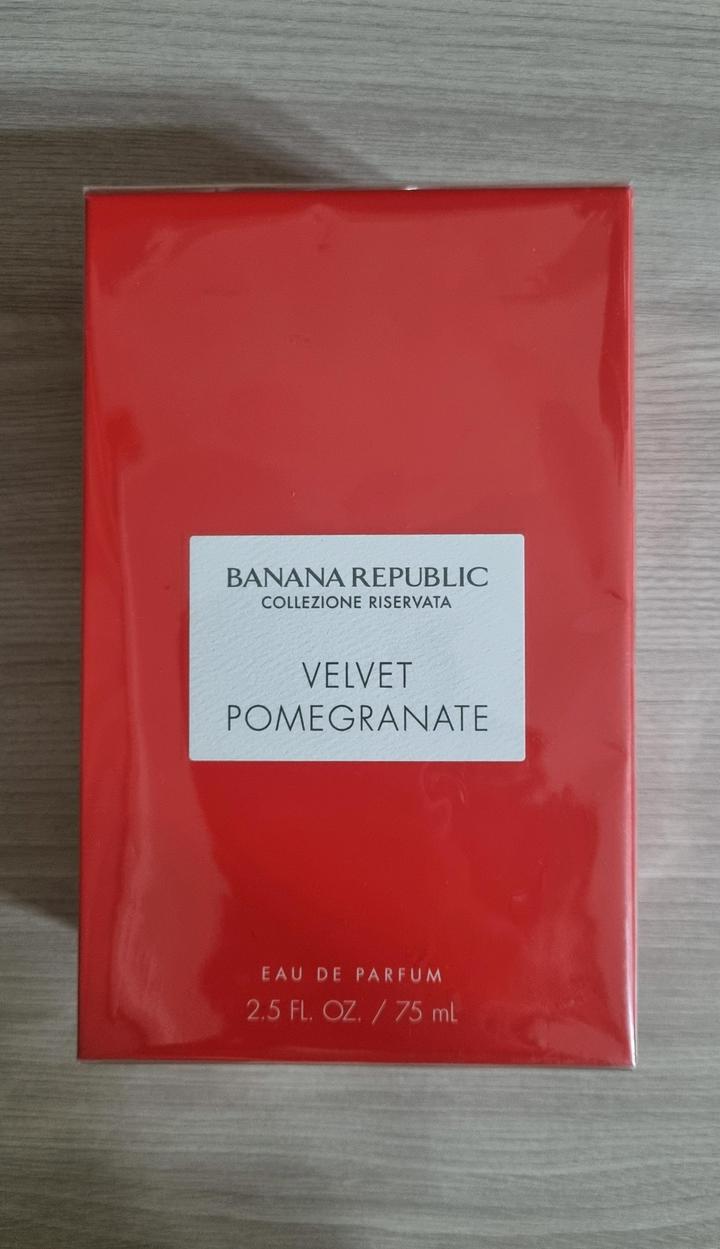 BANANA REPUBLIC
COLLEZIONE RISERVATA
VELVET
POMEGRANATE
EAU DE PARFUM
2.5 FL. OZ. / 75 mL